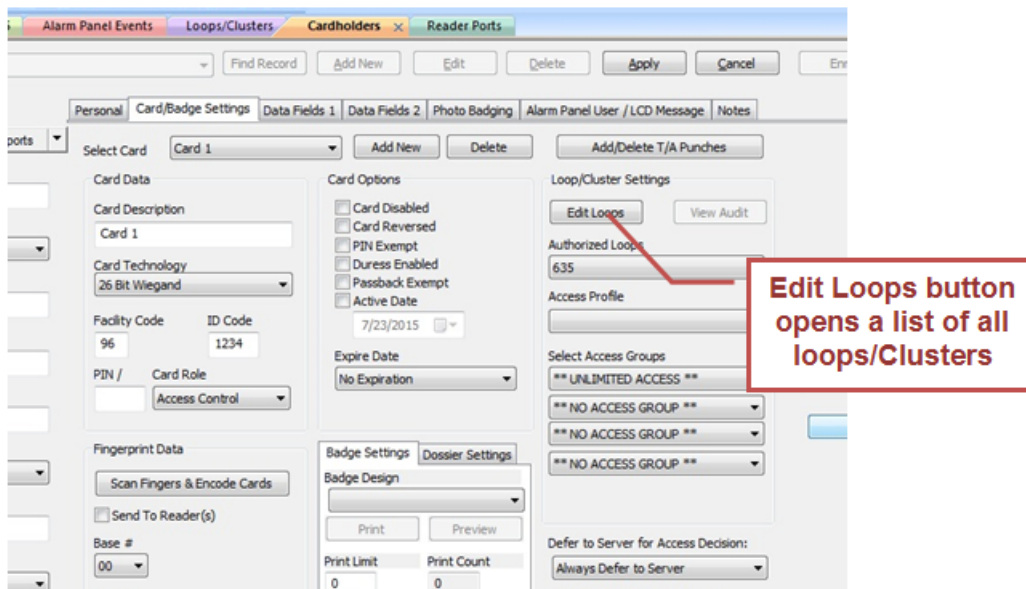 Alarm Panel Events Loops/Clusters Cardholders x Reader Ports
Find Record Add New Edit Delete Apply Cancel
Personal Card/Badge Settings Data Fields 1 Data Fields 2 Photo Badging Alarm Panel User / LCD Message Notes
Select Card Card 1 Add New Delete Add/Delete T/A Punches
Card Data
Card Description
Card 1
Card Technology
26 Bit Wiegand
Facility Code ID Code
96 1234
PIN / Card Role
Access Control
Fingerprint Data
Scan Fingers & Encode Cards
Send To Reader(s)
Base #
00
Card Options
Card Disabled
Card Reversed
PIN Exempt
Duress Enabled
Passback Exempt
Active Date
7/23/2015
Expire Date
No Expiration
Badge Settings Dossier Settings
Badge Design
Print Preview
Print Limit Print Count
0 0
Loop/Cluster Settings
Edit Loops View Audit
Authorized Loops
635
Access Profile
Select Access Groups
** UNLIMITED ACCESS **
** NO ACCESS GROUP **
** NO ACCESS GROUP **
** NO ACCESS GROUP **
Defer to Server for Access Decision:
Always Defer to Server
Edit Loops button
opens a list of all
loops/Clusters